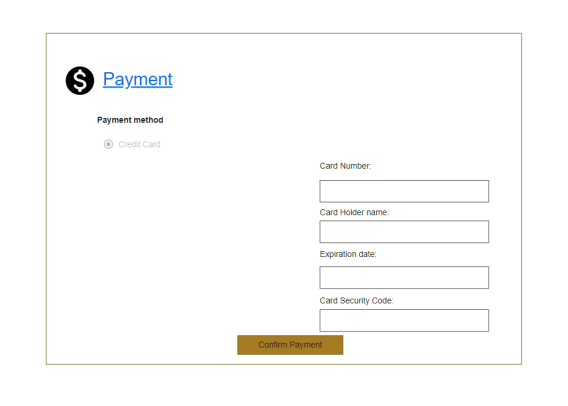 $ Payment
Payment method
Credit Card
Card Number:
Card Holder name:
Expiration date:
Card Security Code:
Confirm Payment